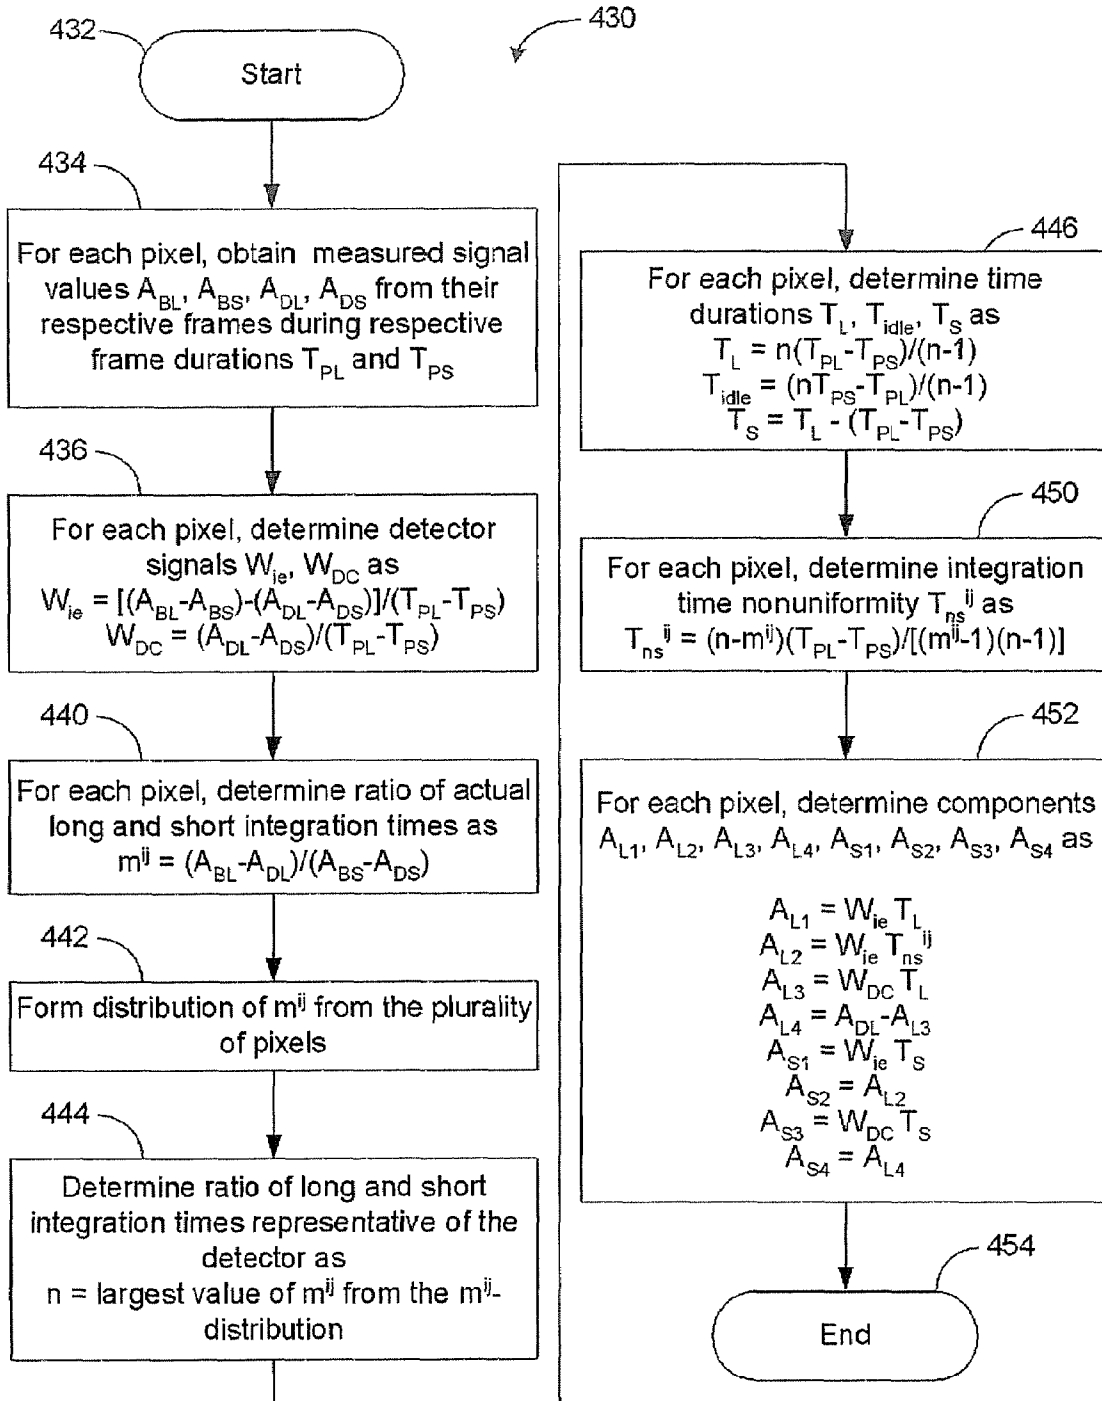 430
432
Start
434
For each pixel, obtain measured signal
values A_BL, A_BS, A_DL, A_DS from their
respective frames during respective
frame durations T_PL and T_PS
436
For each pixel, determine detector
signals W_ie, W_DC as
W_ie = [(A_BL-A_BS)-(A_DL-A_DS)]/(T_PL-T_PS)
W_DC = (A_DL-A_DS)/(T_PL-T_PS)
440
For each pixel, determine ratio of actual
long and short integration times as
m^ij = (A_BL-A_DL)/(A_BS-A_DS)
442
Form distribution of m^ij from the plurality
of pixels
444
Determine ratio of long and short
integration times representative of the
detector as
n = largest value of m^ij from the m^ij-
distribution
446
For each pixel, determine time
durations T_L, T_idle, T_S as
T_L = n(T_PL-T_PS)/(n-1)
T_idle = (nT_PS-T_PL)/(n-1)
T_S = T_L - (T_PL-T_PS)
450
For each pixel, determine integration
time nonuniformity T_ns^ij as
T_ns^ij = (n-m^ij)(T_PL-T_PS)/[(m^ij-1)(n-1)]
452
For each pixel, determine components
A_L1, A_L2, A_L3, A_L4, A_S1, A_S2, A_S3, A_S4 as
A_L1 = W_ie T_L
A_L2 = W_ie T_ns^ij
A_L3 = W_DC T_L
A_L4 = A_DL-A_L3
A_S1 = W_ie T_S
A_S2 = A_L2
A_S3 = W_DC T_S
A_S4 = A_L4
454
End